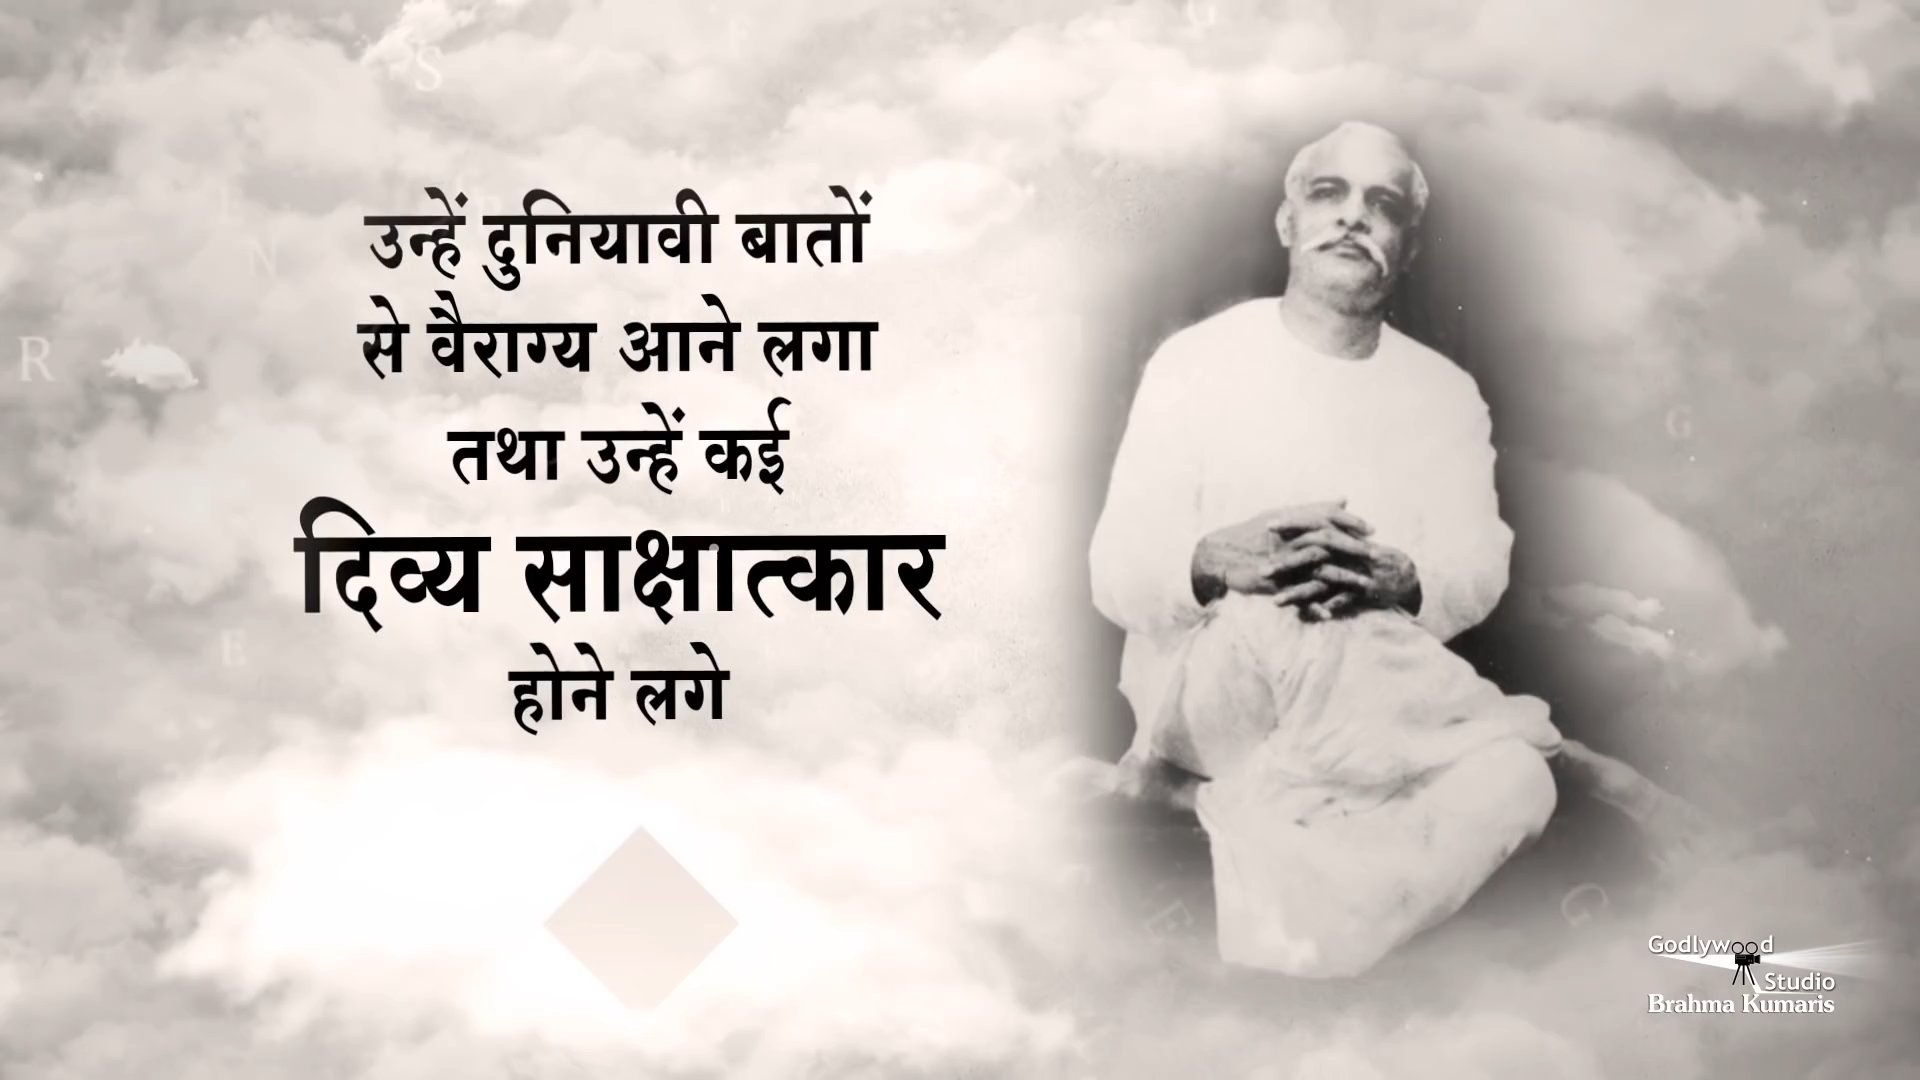 उन्हें दुनियावी बातों
से वैराग्य आने लगा
तथा उन्हें कई
दिव्य साक्षात्कार
होने लगे
Godlywood
Studio
Brahma Kumaris